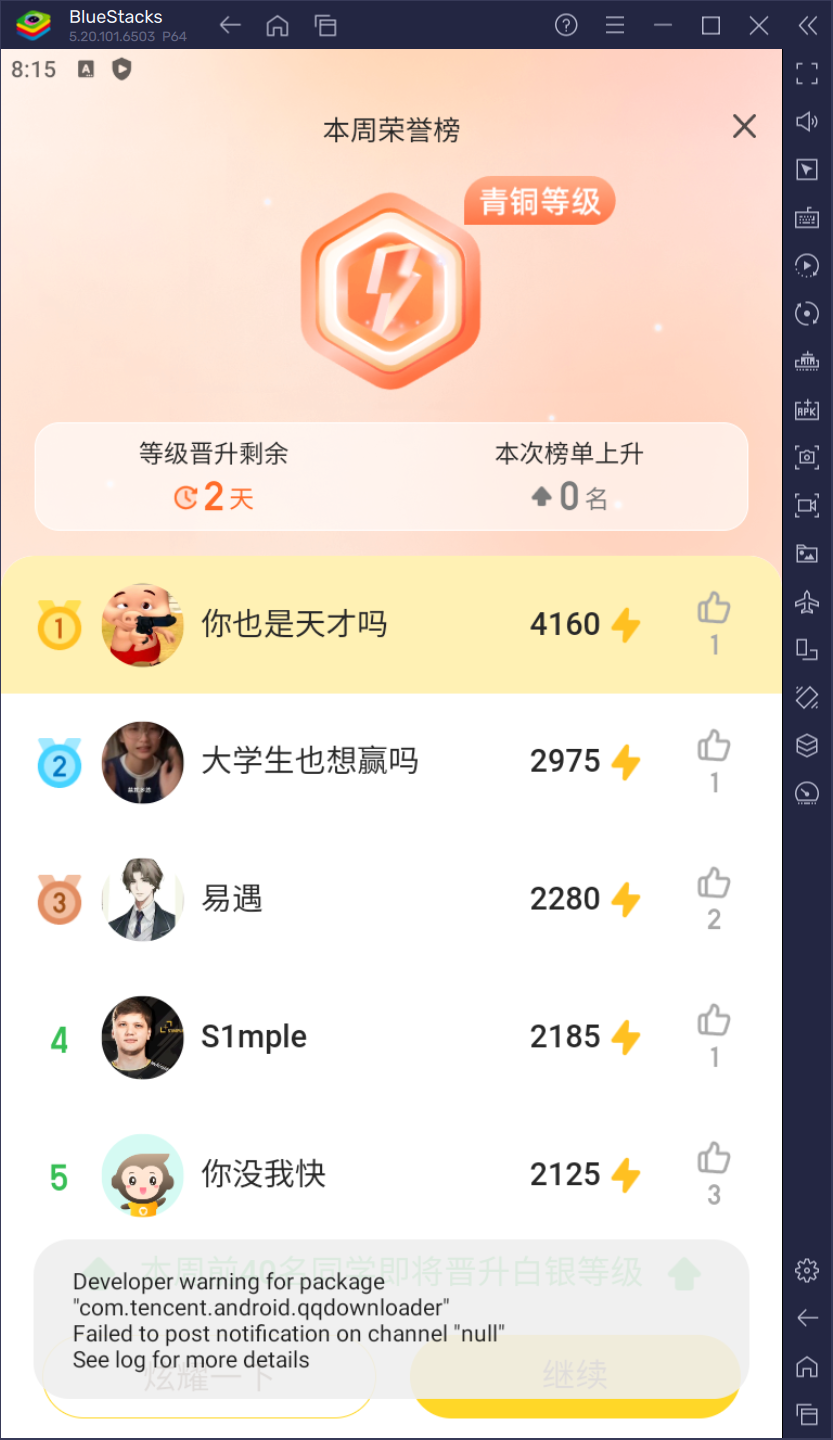 BlueStacks
5.20.101.6503 P64
8:15
本周荣誉榜
青铜等级
等级晋升剩余
2天
本次榜单上升
0名
1 你也是天才吗 4160 1
2 大学生也想赢吗 2975 1
3 易遇 2280 2
4 S1mple 2185 1
5 你没我快 2125 3
本周前40名同学即将晋升白银等级
Developer warning for package
"com.tencent.android.qqdownloader"
Failed to post notification on channel "null"
See log for more details
炫耀一下
继续